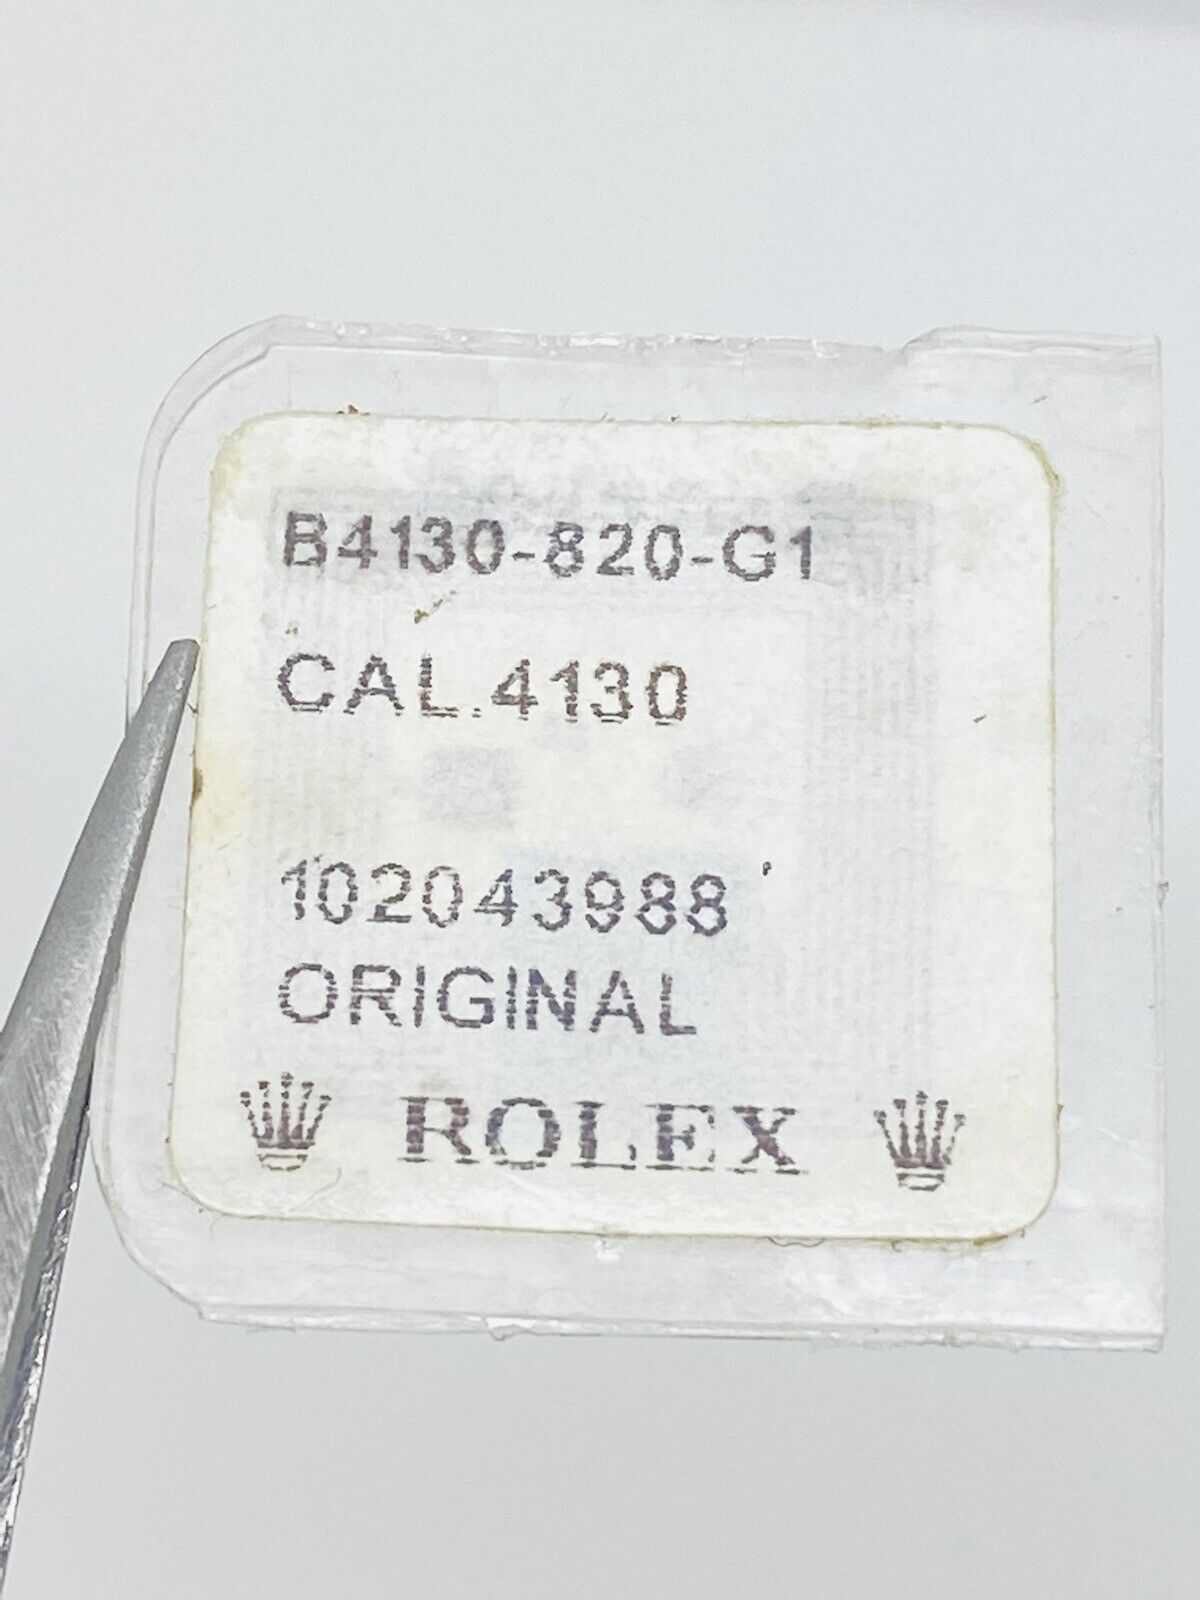 B4130-820-G1
CAL.4130
102043988
ORIGINAL
ROLEX